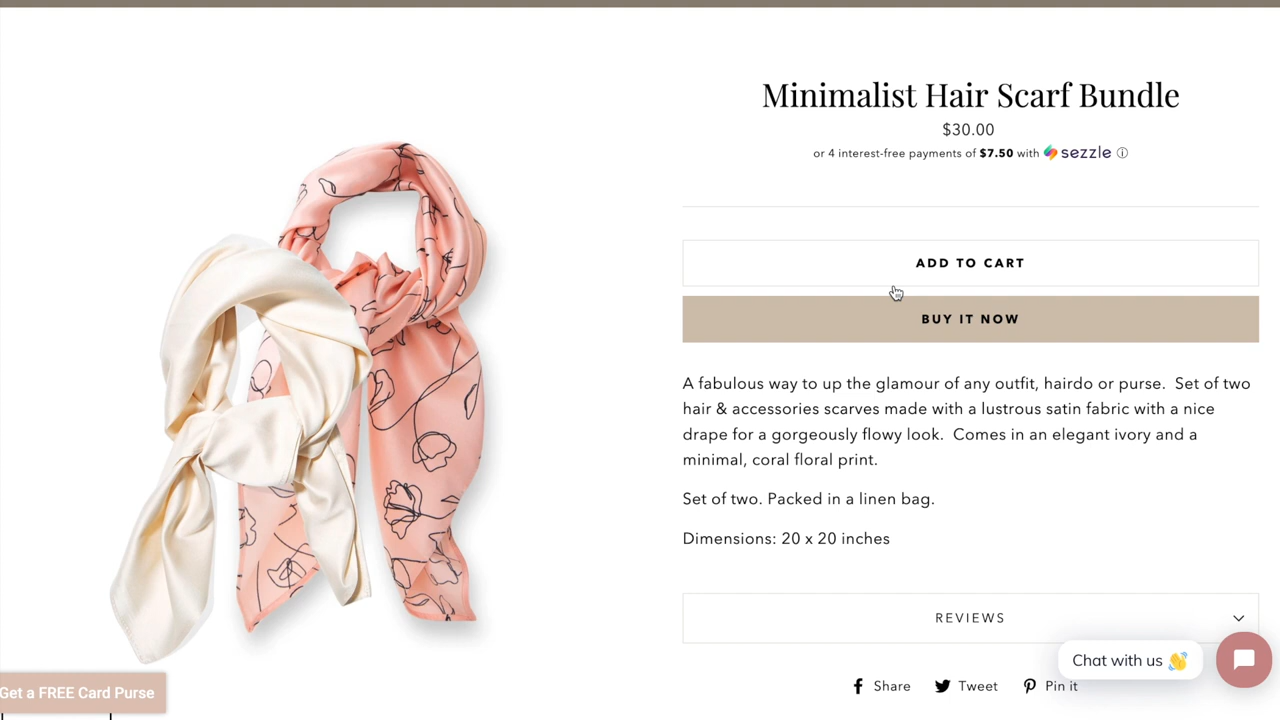 Minimalist Hair Scarf Bundle
$30.00
or 4 interest-free payments of $7.50 with sezzle
ADD TO CART
BUY IT NOW
A fabulous way to up the glamour of any outfit, hairdo or purse.  Set of two
hair & accessories scarves made with a lustrous satin fabric with a nice
drape for a gorgeously flowy look.  Comes in an elegant ivory and a
minimal, coral floral print.
Set of two. Packed in a linen bag.
Dimensions: 20 x 20 inches
REVIEWS
Chat with us 👋
Get a FREE Card Purse
Share Tweet Pin it